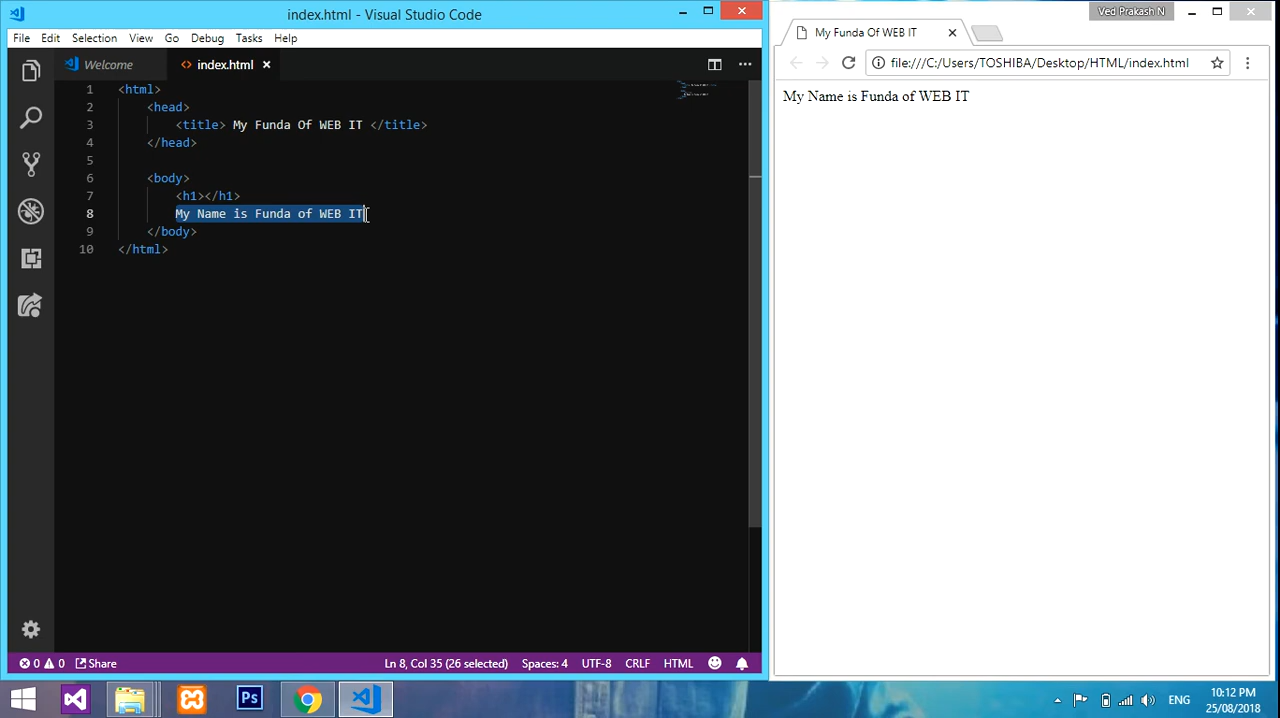 index.html - Visual Studio Code
File Edit Selection View Go Debug Tasks Help
Welcome index.html
1 <html>
2 <head>
3 <title> My Funda Of WEB IT </title>
4 </head>
5
6 <body>
7 <h1></h1>
8 My Name is Funda of WEB IT
9 </body>
10 </html>
0 0 Share Ln 8, Col 35 (26 selected) Spaces: 4 UTF-8 CRLF HTML
Ved Prakash N
My Funda Of WEB IT
file:///C:/Users/TOSHIBA/Desktop/HTML/index.html
My Name is Funda of WEB IT
Ps
ENG
10:12 PM
25/08/2018